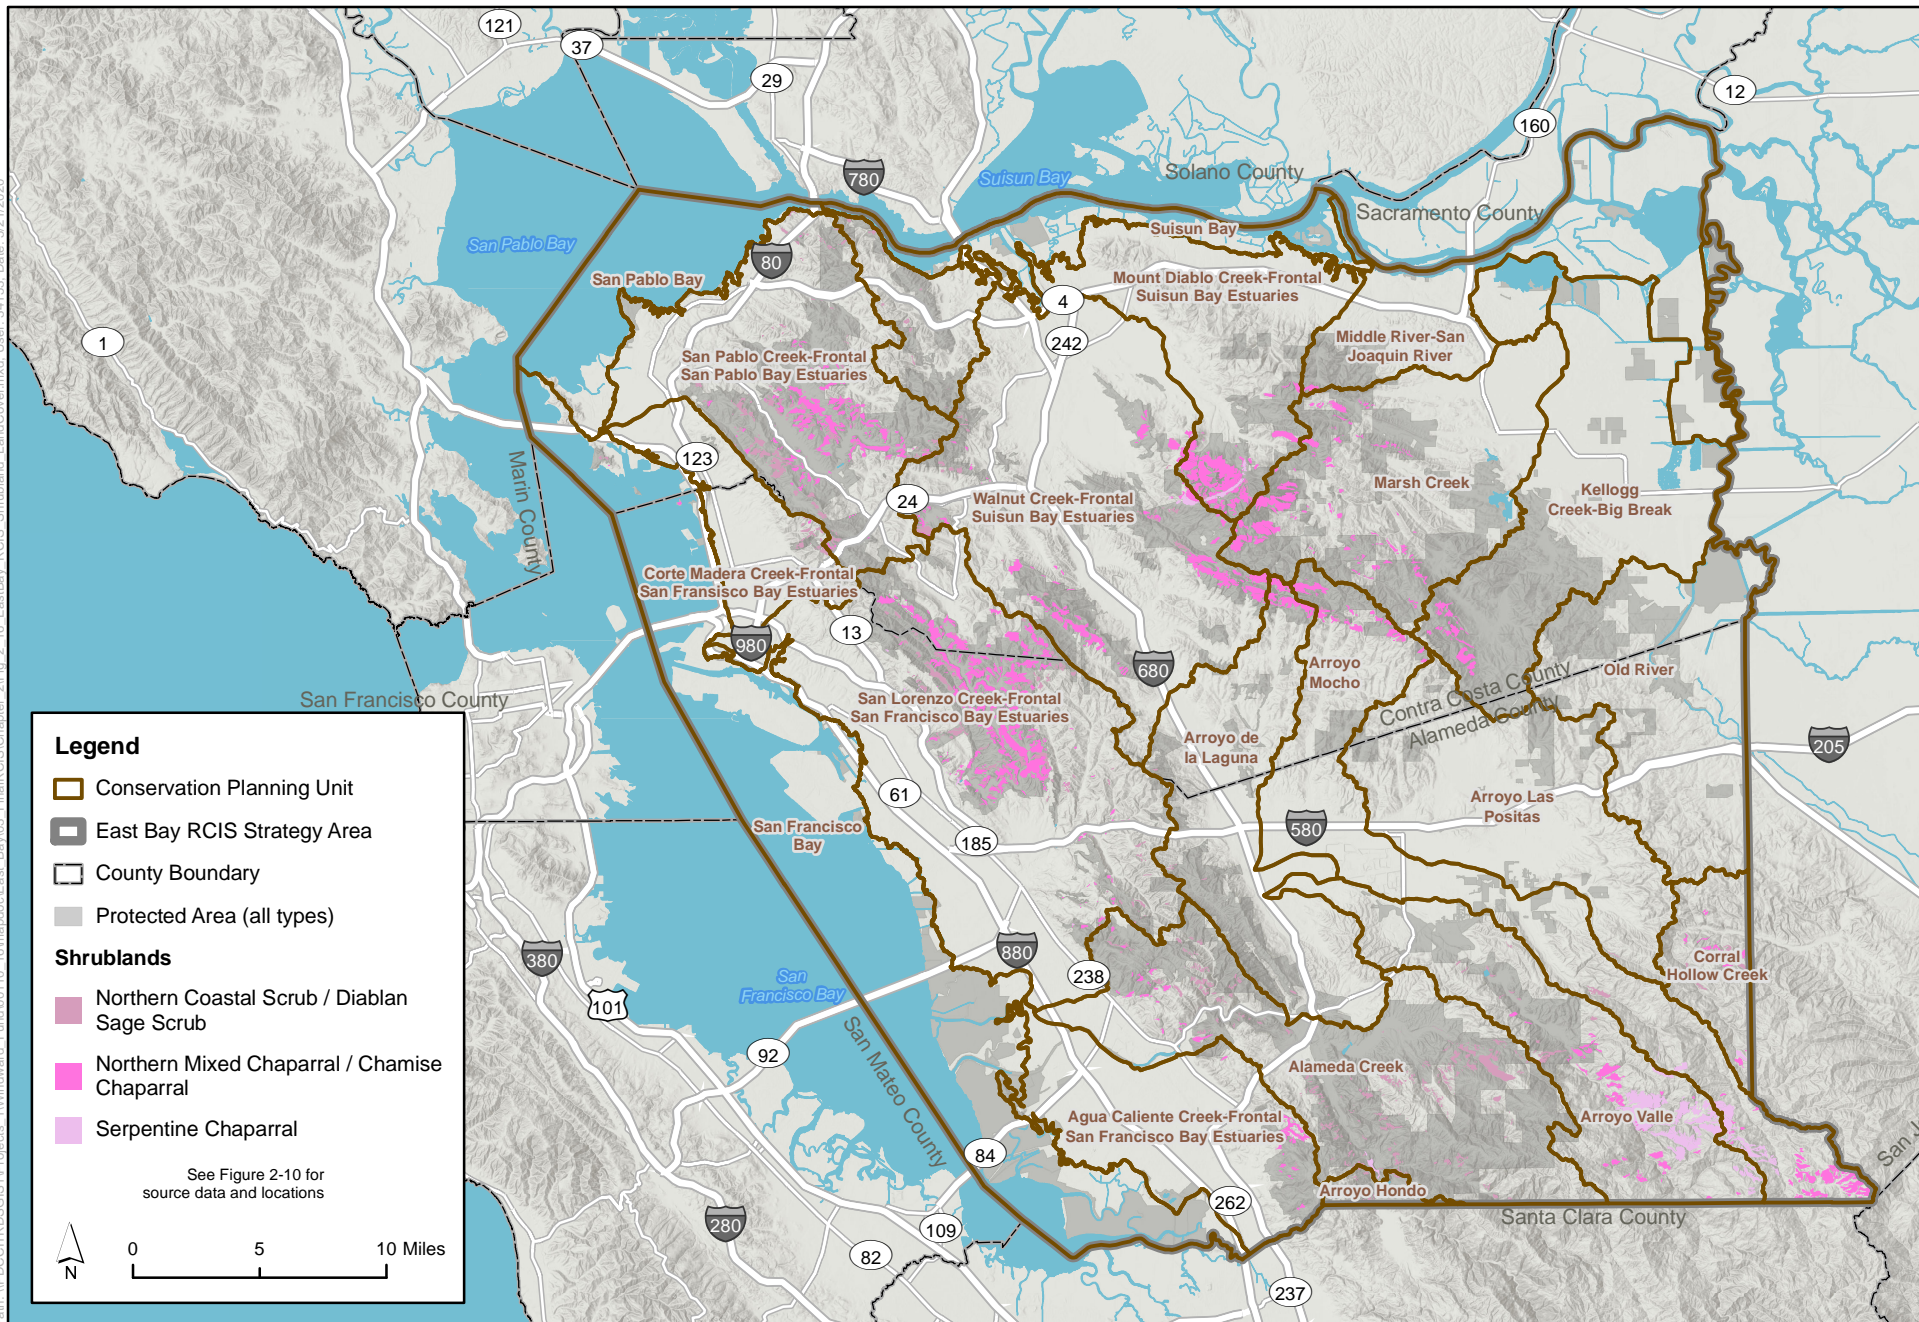 121
37
29
12
160
780
Suisun Bay
Solano County
Sacramento County
San Pablo Bay
Suisun Bay
80
San Pablo Bay
Mount Diablo Creek-Frontal
Suisun Bay Estuaries
4
1
242
Middle River-San
Joaquin River
San Pablo Creek-Frontal
San Pablo Bay Estuaries
123
Marin County
24
Walnut Creek-Frontal
Suisun Bay Estuaries
Marsh Creek
Kellogg
Creek-Big Break
Corte Madera Creek-Frontal
San Fransisco Bay Estuaries
13
980
680
Arroyo
Mocho
Old River
Contra Costa County
Alameda County
San Francisco County
San Lorenzo Creek-Frontal
San Francisco Bay Estuaries
Arroyo de
la Laguna
205
61
Arroyo Las
Positas
580
San Francisco
Bay
185
880
238
Corral
Hollow Creek
380
101
San
Francisco Bay
92
San Mateo County
Alameda Creek
Agua Caliente Creek-Frontal
San Francisco Bay Estuaries
Arroyo Valle
84
Arroyo Hondo
262
280
109
82
Santa Clara County
237
San J
Legend
Conservation Planning Unit
East Bay RCIS Strategy Area
County Boundary
Protected Area (all types)
Shrublands
Northern Coastal Scrub / Diablan
Sage Scrub
Northern Mixed Chaparral / Chamise
Chaparral
Serpentine Chaparral
See Figure 2-10 for
source data and locations
N
0 5 10 Miles